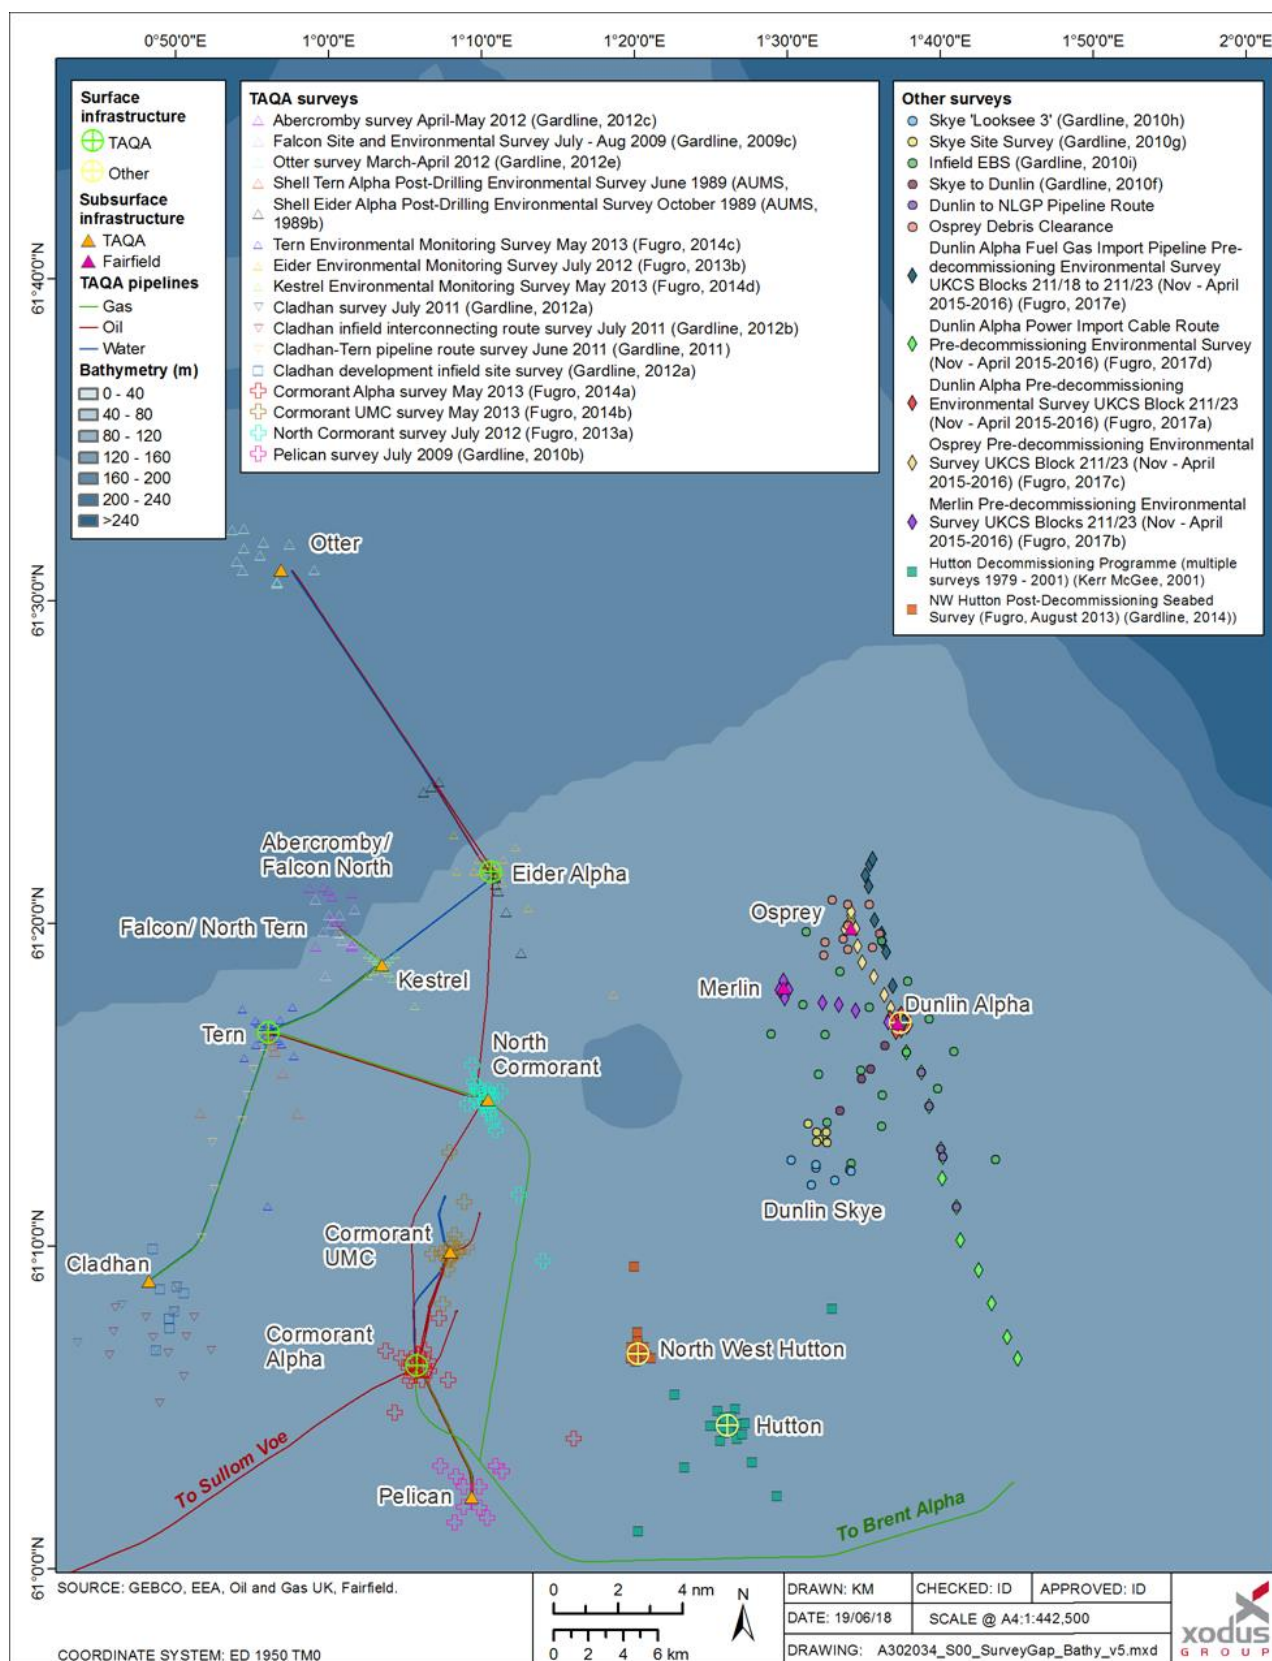 0°50'0"E 1°0'0"E 1°10'0"E 1°20'0"E 1°30'0"E 1°40'0"E 1°50'0"E 2°0'0"E
Surface
infrastructure
TAQA
Other
Subsurface
infrastructure
TAQA
Fairfield
TAQA pipelines
Gas
Oil
Water
Bathymetry (m)
0 - 40
40 - 80
80 - 120
120 - 160
160 - 200
200 - 240
>240
TAQA surveys
Abercromby survey April-May 2012 (Gardline, 2012c)
Falcon Site and Environmental Survey July - Aug 2009 (Gardline, 2009c)
Otter survey March-April 2012 (Gardline, 2012e)
Shell Tern Alpha Post-Drilling Environmental Survey June 1989 (AUMS,
Shell Eider Alpha Post-Drilling Environmental Survey October 1989 (AUMS,
1989b)
Tern Environmental Monitoring Survey May 2013 (Fugro, 2014c)
Eider Environmental Monitoring Survey July 2012 (Fugro, 2013b)
Kestrel Environmental Monitoring Survey May 2013 (Fugro, 2014d)
Cladhan survey July 2011 (Gardline, 2012a)
Cladhan infield interconnecting route survey July 2011 (Gardline, 2012b)
Cladhan-Tern pipeline route survey June 2011 (Gardline, 2011)
Cladhan development infield site survey (Gardline, 2012a)
Cormorant Alpha survey May 2013 (Fugro, 2014a)
Cormorant UMC survey May 2013 (Fugro, 2014b)
North Cormorant survey July 2012 (Fugro, 2013a)
Pelican survey July 2009 (Gardline, 2010b)
Other surveys
Skye 'Looksee 3' (Gardline, 2010h)
Skye Site Survey (Gardline, 2010g)
Infield EBS (Gardline, 2010i)
Skye to Dunlin (Gardline, 2010f)
Dunlin to NLGP Pipeline Route
Osprey Debris Clearance
Dunlin Alpha Fuel Gas Import Pipeline Pre-
decommissioning Environmental Survey
UKCS Blocks 211/18 to 211/23 (Nov - April
2015-2016) (Fugro, 2017e)
Dunlin Alpha Power Import Cable Route
Pre-decommissioning Environmental Survey
(Nov - April 2015-2016) (Fugro, 2017d)
Dunlin Alpha Pre-decommissioning
Environmental Survey UKCS Block 211/23
(Nov - April 2015-2016) (Fugro, 2017a)
Osprey Pre-decommissioning Environmental
Survey UKCS Block 211/23 (Nov - April
2015-2016) (Fugro, 2017c)
Merlin Pre-decommissioning Environmental
Survey UKCS Blocks 211/23 (Nov - April
2015-2016) (Fugro, 2017b)
Hutton Decommissioning Programme (multiple
surveys 1979 - 2001) (Kerr McGee, 2001)
NW Hutton Post-Decommissioning Seabed
Survey (Fugro, August 2013) (Gardline, 2014))
61°40'0"N
61°30'0"N
61°20'0"N
61°10'0"N
61°0'0"N
Otter
Abercromby/
Falcon North
Eider Alpha
Falcon/ North Tern
Kestrel
Osprey
Merlin
Dunlin Alpha
Tern
North
Cormorant
Dunlin Skye
Cormorant
UMC
Cladhan
Cormorant
Alpha
North West Hutton
Hutton
To Sullom Voe
Pelican
To Brent Alpha
SOURCE: GEBCO, EEA, Oil and Gas UK, Fairfield.
COORDINATE SYSTEM: ED 1950 TM0
0 2 4 nm
0 2 4 6 km
N
DRAWN: KM CHECKED: ID APPROVED: ID
DATE: 19/06/18 SCALE @ A4:1:442,500
DRAWING: A302034_S00_SurveyGap_Bathy_v5.mxd
xodus
GROUP